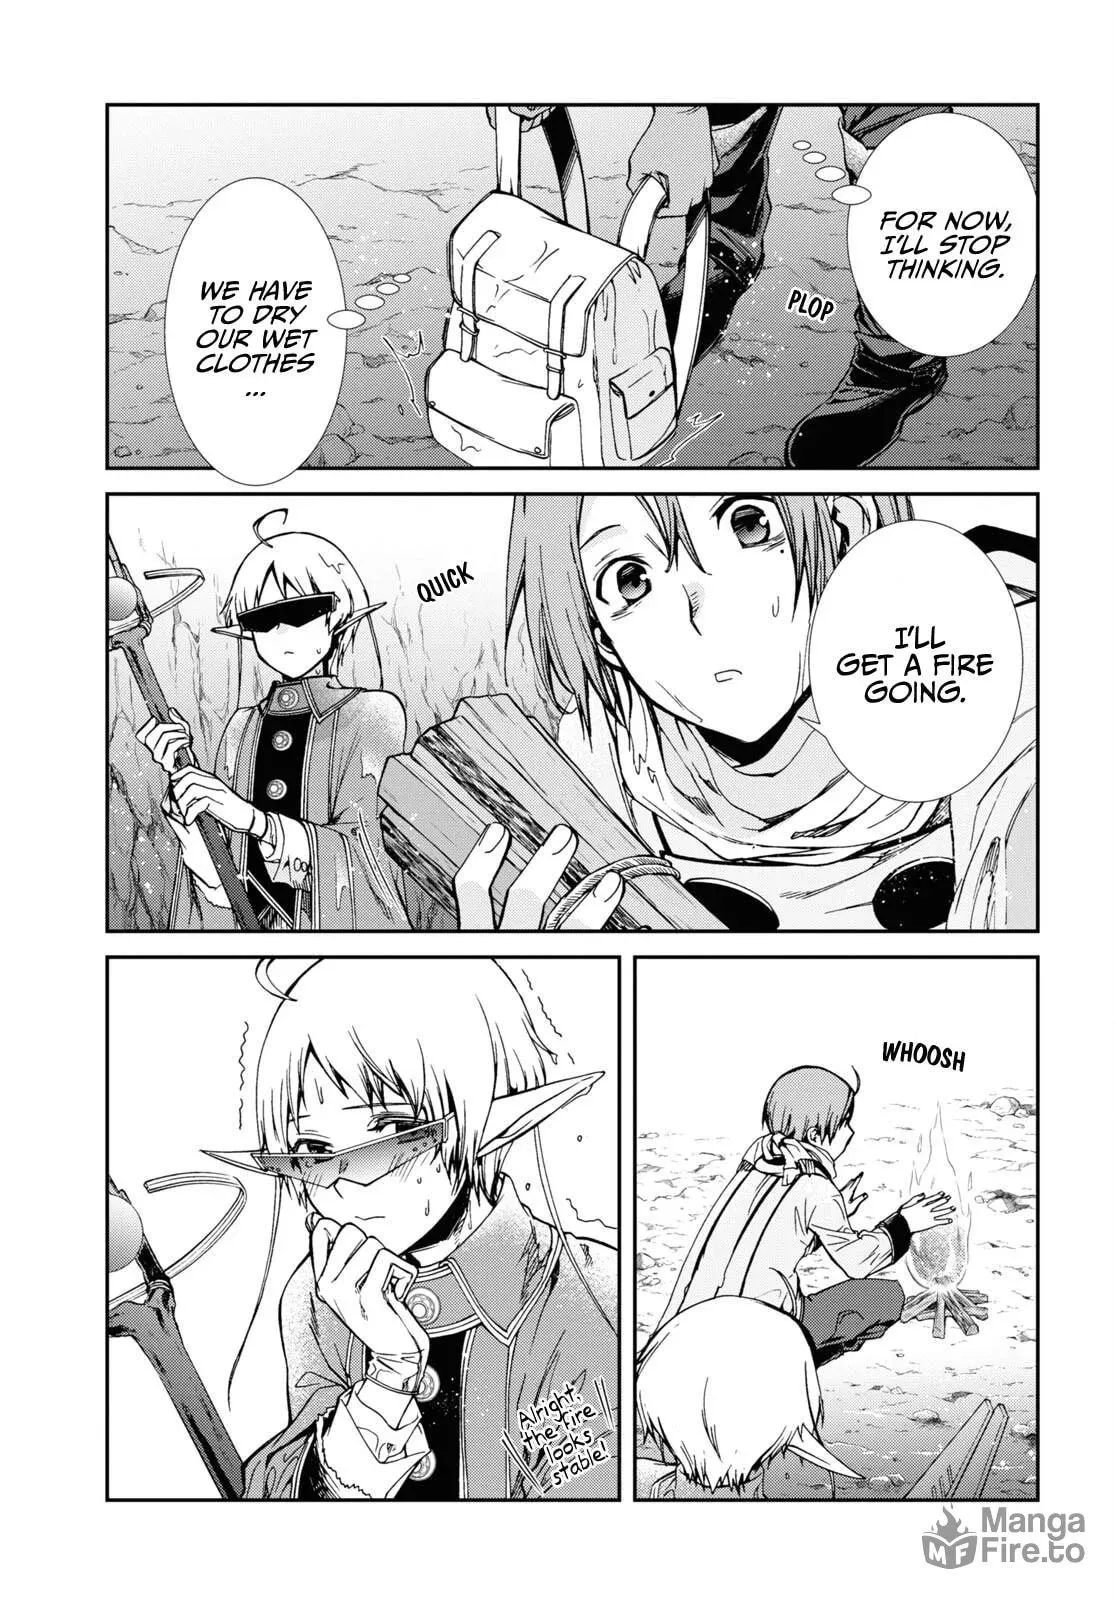 FOR NOW,
I'LL STOP
THINKING.
PLOP
WE HAVE
TO DRY
OUR WET
CLOTHES
...
I'LL
GET A FIRE
GOING.
QUICK
WHOOSH
Alright,
the fire
looks
stable!
Manga
Fire.to
MF